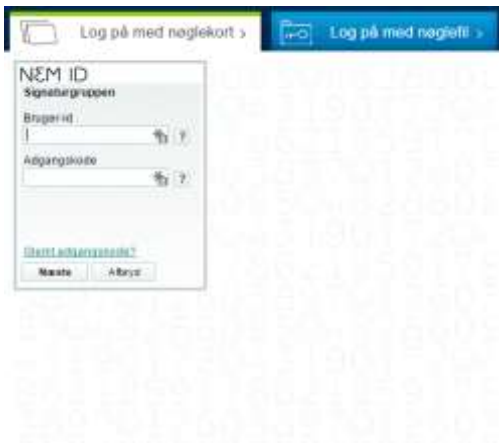 Log på med nøglekort ›
Log på med nøglefil ›
NEM ID
Signaturgruppen
Bruger-id
?
Adgangskode
?
Glemt adgangskode?
Næste
Afbryd